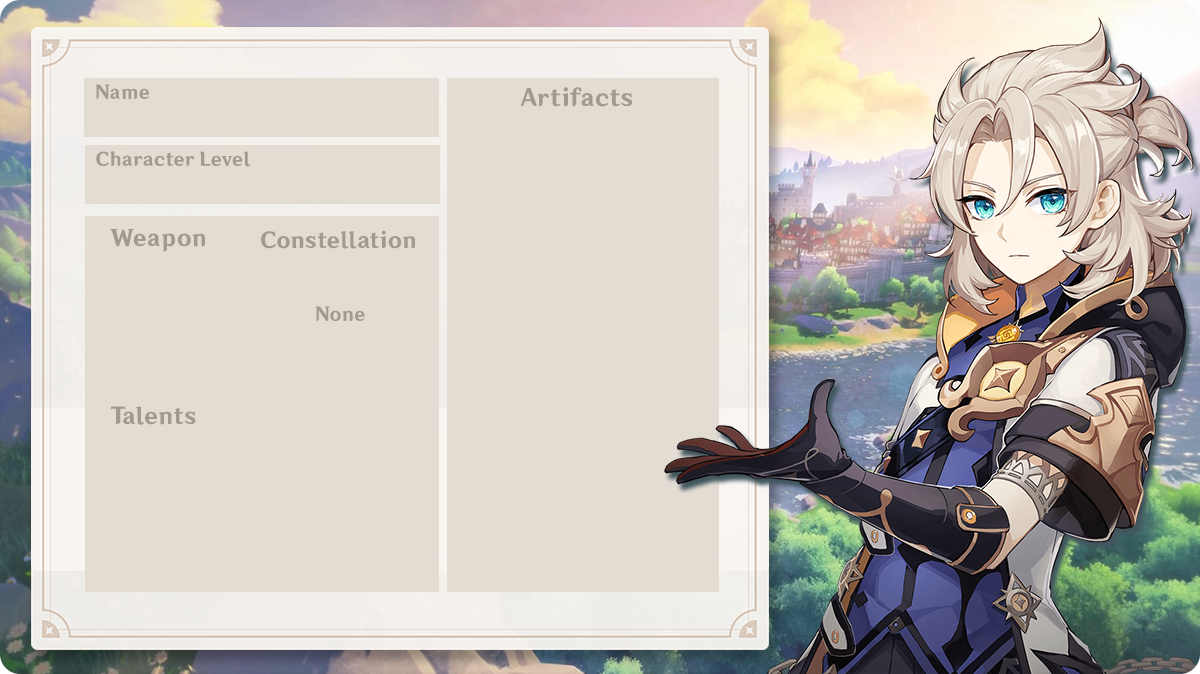 Name
Artifacts
Character Level
Weapon
Constellation
None
Talents